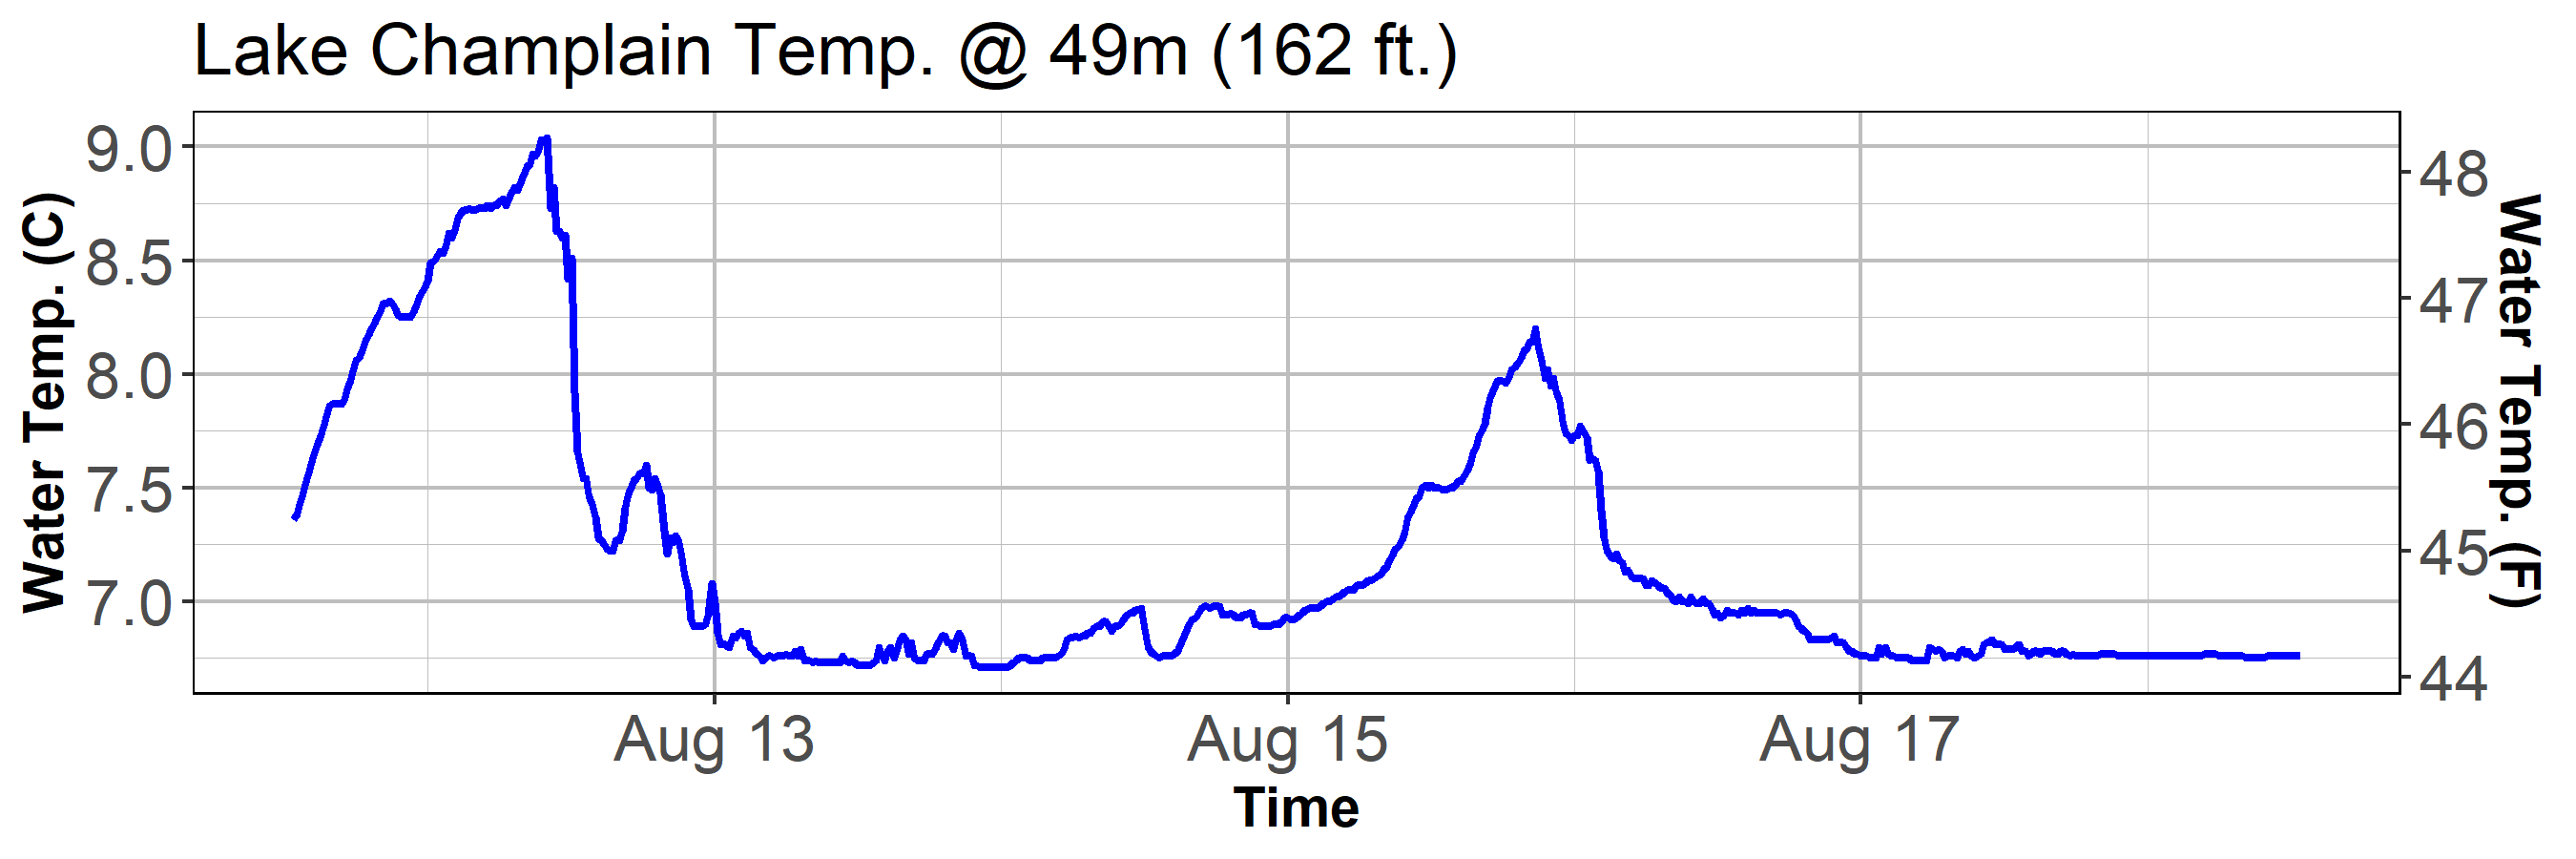 Lake Champlain Temp. @ 49m (162 ft.)
Water Temp. (C)
9.0
8.5
8.0
7.5
7.0
48
47
46
45
44
Water Temp. (F)
Aug 13
Aug 15
Aug 17
Time